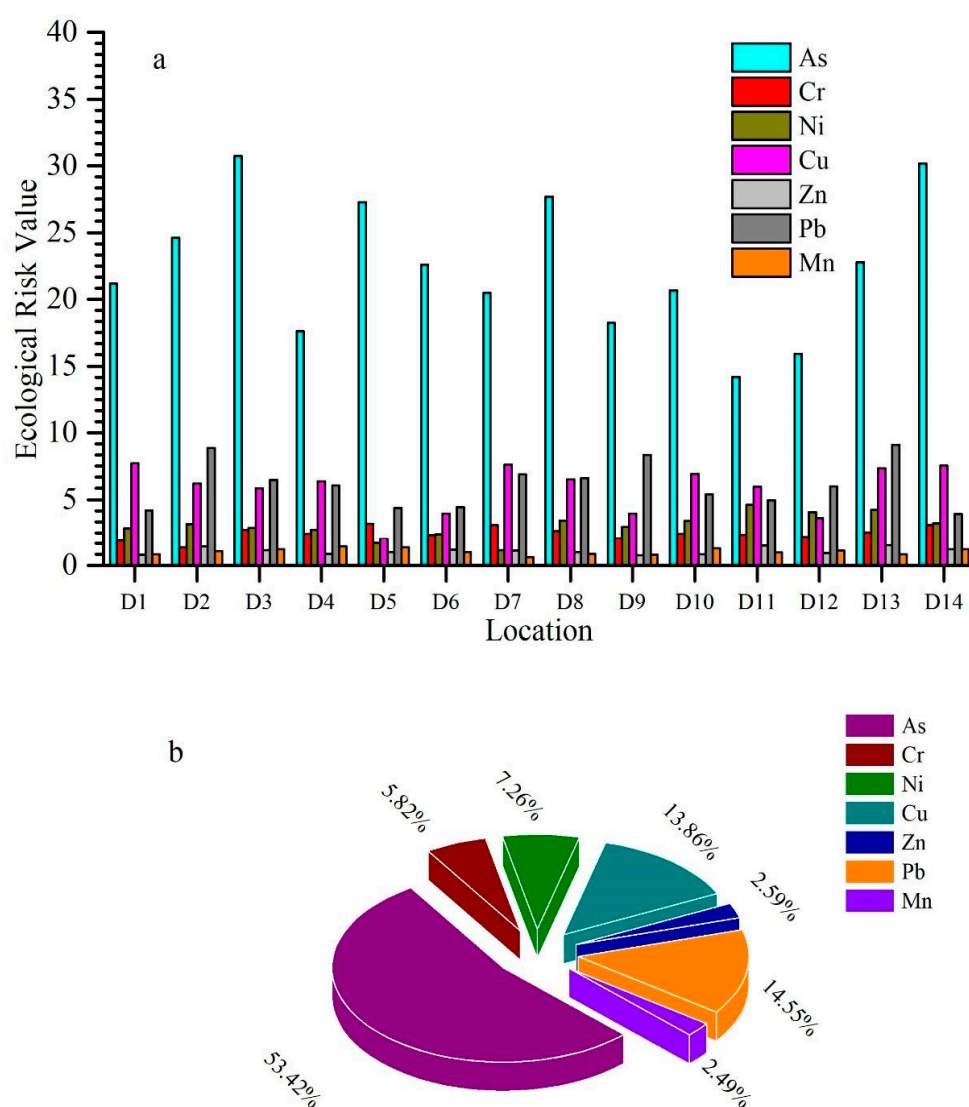 a
40
35
30
25
20
15
10
5
0
Ecological Risk Value
As
Cr
Ni
Cu
Zn
Pb
Mn
D1 D2 D3 D4 D5 D6 D7 D8 D9 D10 D11 D12 D13 D14
Location
b
As
Cr
Ni
Cu
Zn
Pb
Mn
5.82%
7.26%
13.86%
2.59%
14.55%
2.49%
53.42%